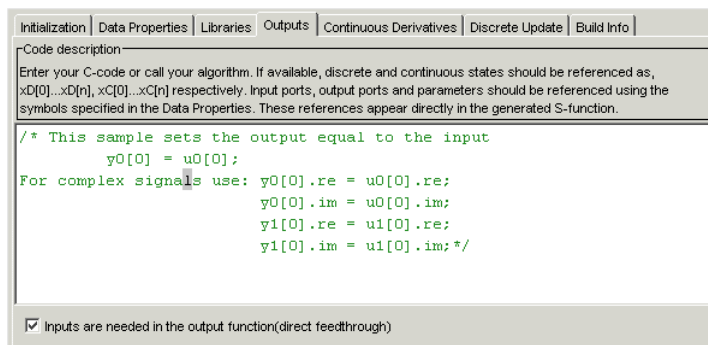 Initialization Data Properties Libraries Outputs Continuous Derivatives Discrete Update Build Info
Code description
Enter your C-code or call your algorithm. If available, discrete and continuous states should be referenced as,
xD[0]...xD[n], xC[0]...xC[n] respectively. Input ports, output ports and parameters should be referenced using the
symbols specified in the Data Properties. These references appear directly in the generated S-function.
/* This sample sets the output equal to the input
y0[0] = u0[0];
For complex signals use: y0[0].re = u0[0].re;
y0[0].im = u0[0].im;
y1[0].re = u1[0].re;
y1[0].im = u1[0].im;*/
Inputs are needed in the output function(direct feedthrough)